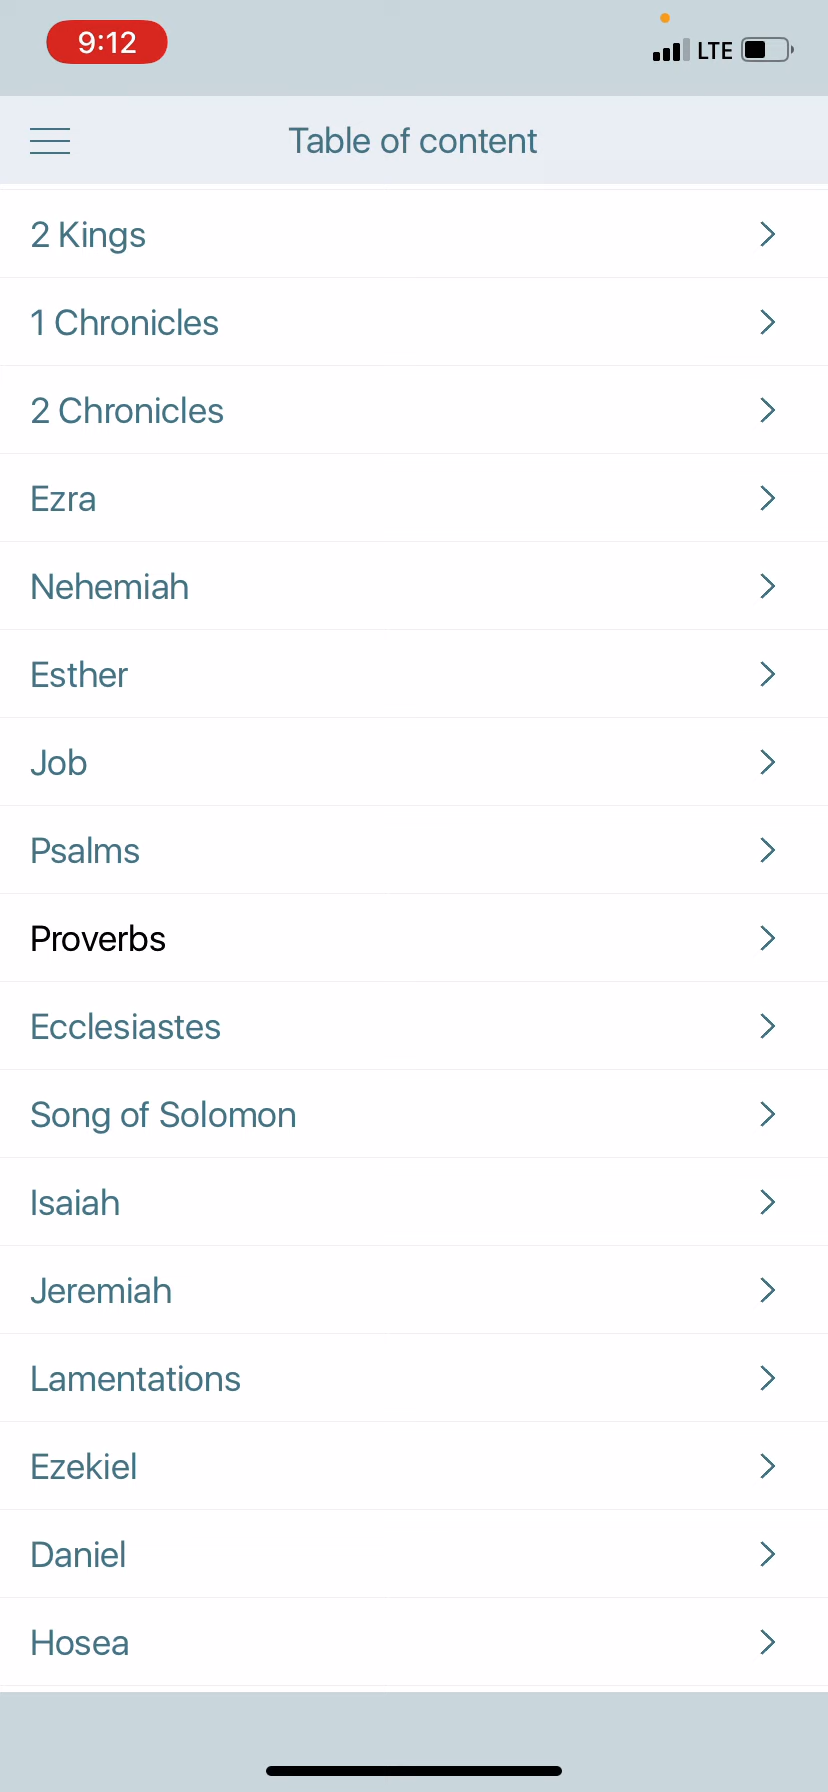 9:12
LTE
Table of content
2 Kings
1 Chronicles
2 Chronicles
Ezra
Nehemiah
Esther
Job
Psalms
Proverbs
Ecclesiastes
Song of Solomon
Isaiah
Jeremiah
Lamentations
Ezekiel
Daniel
Hosea